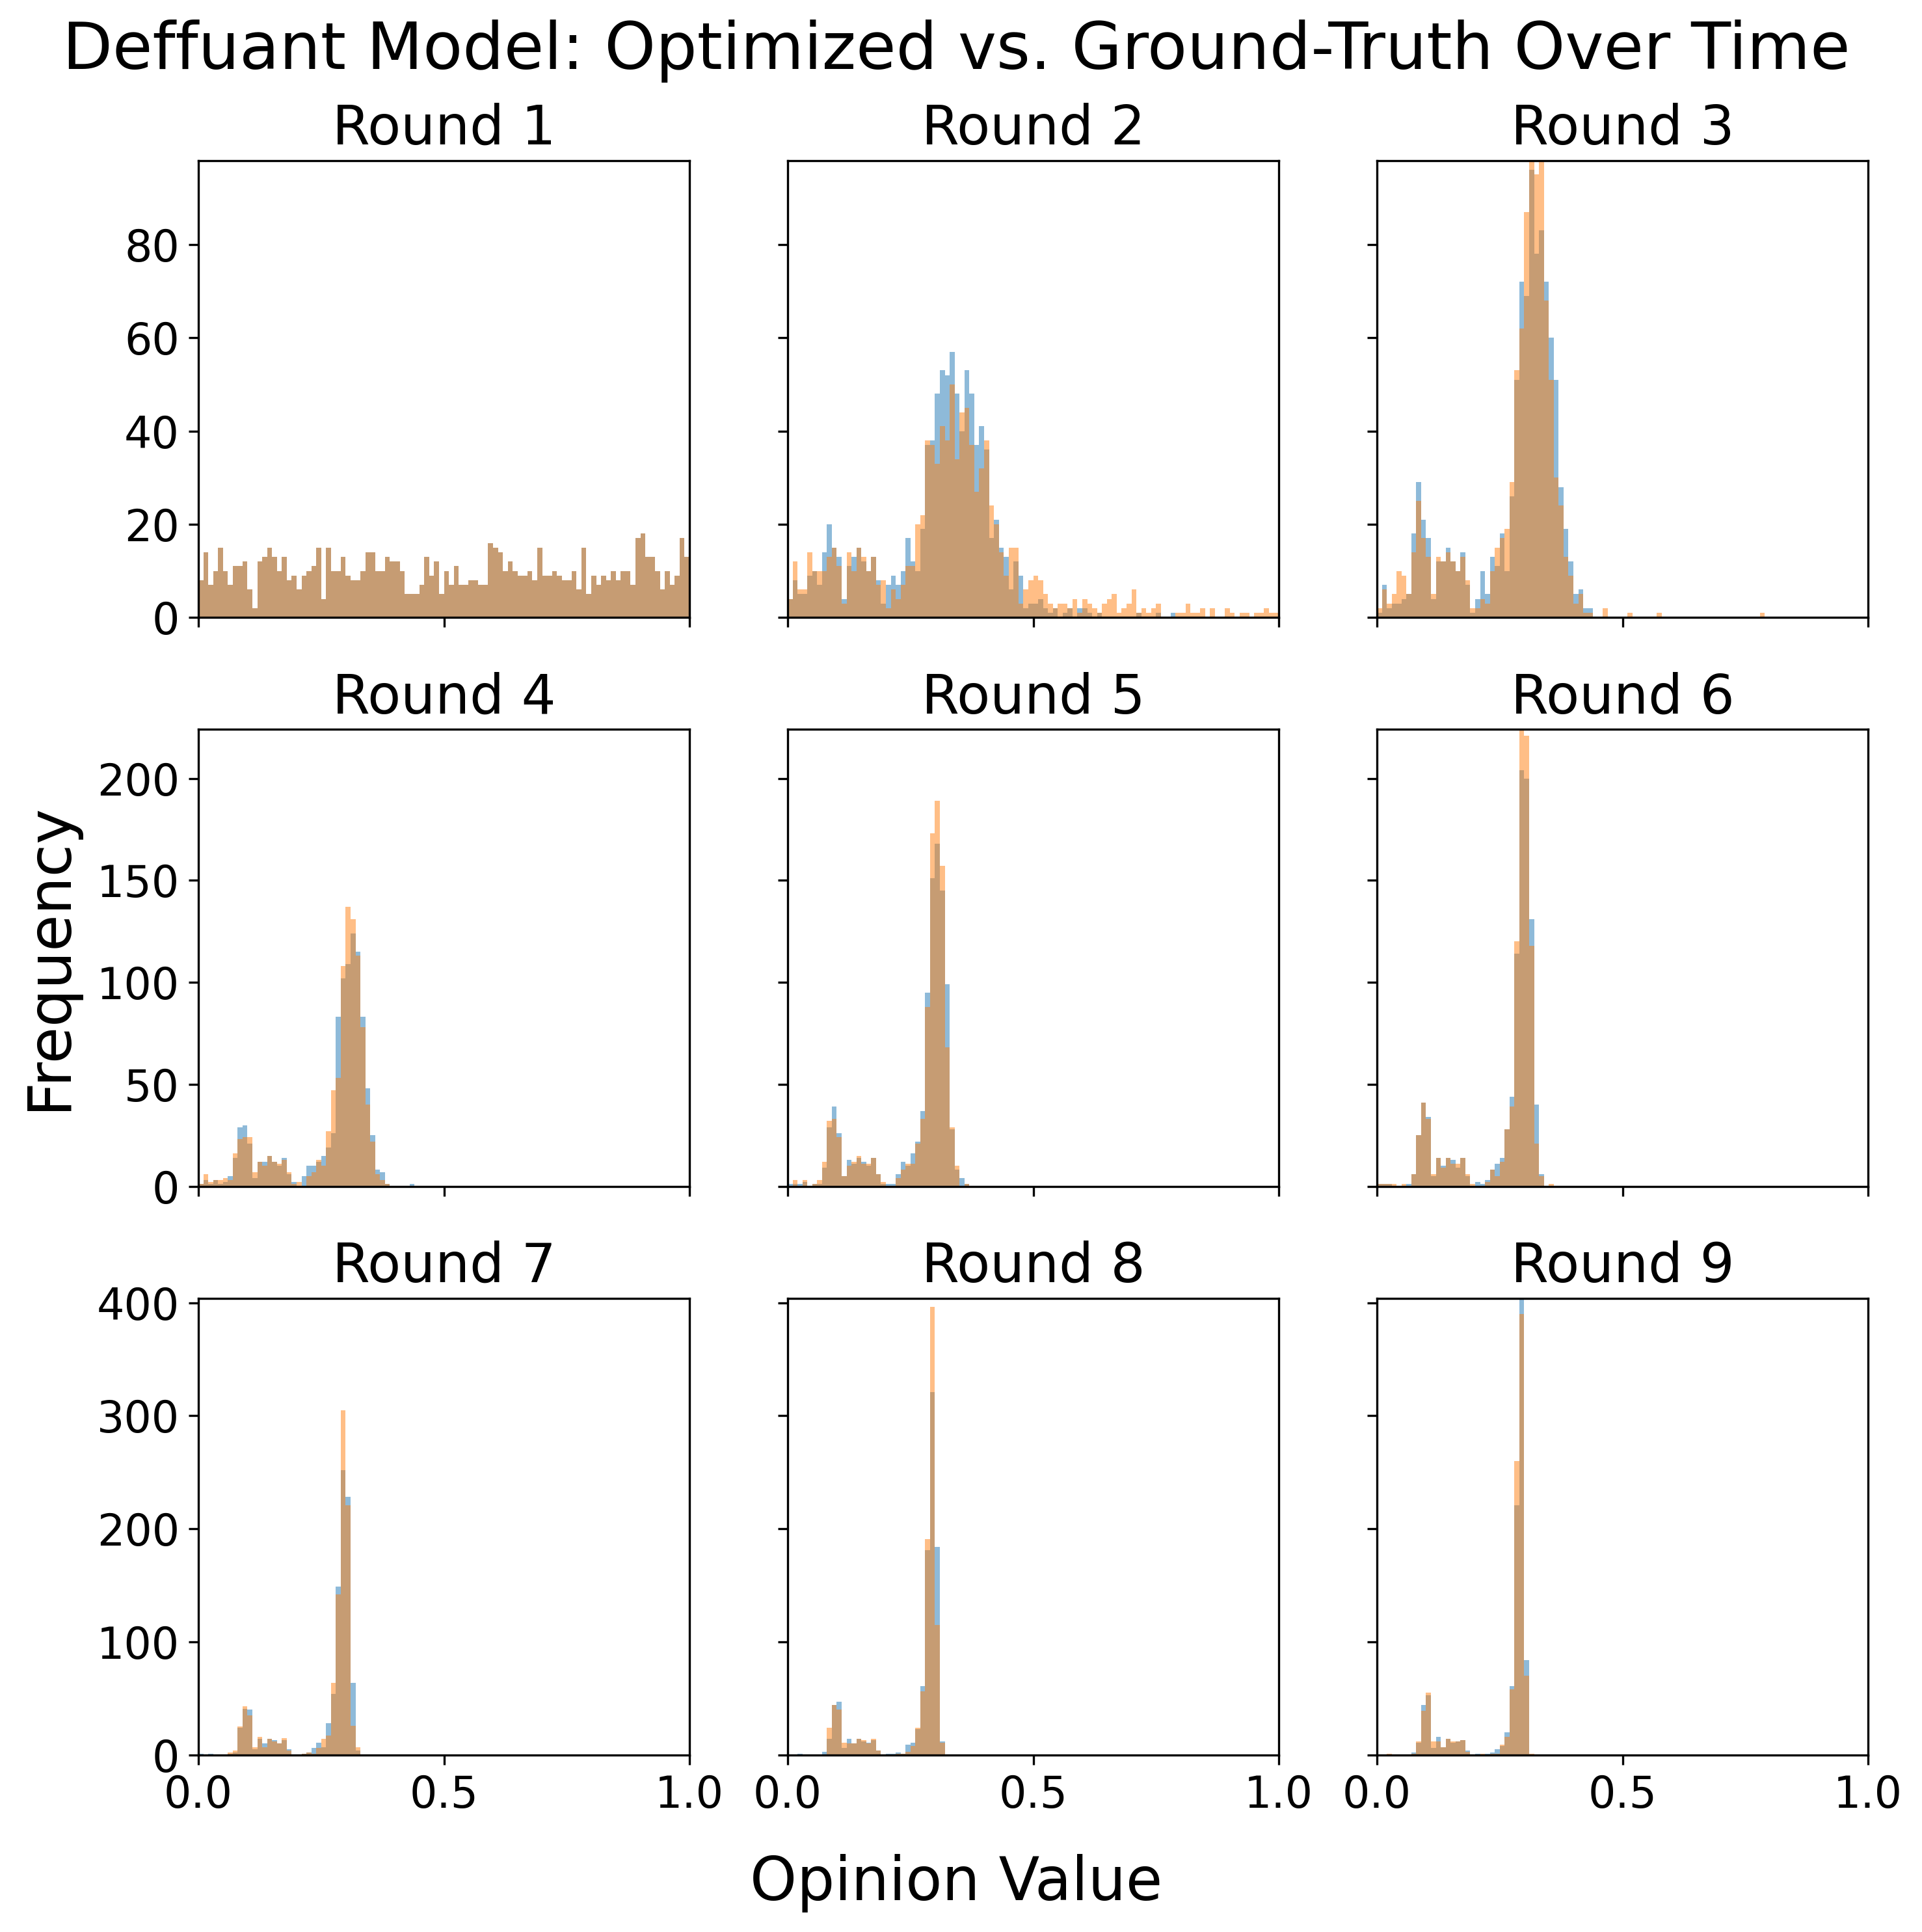 Deffuant Model: Optimized vs. Ground-Truth Over Time
Round 1
Round 2
Round 3
80
60
40
20
0
Round 4
Round 5
Round 6
200
150
100
50
0
Frequency
Round 7
Round 8
Round 9
400
300
200
100
0
0.0 0.5 1.0 0.0 0.5 1.0 0.0 0.5 1.0
Opinion Value